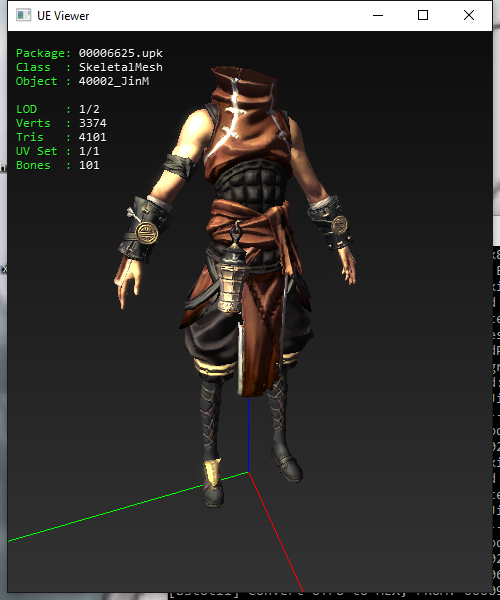 UE Viewer
Package: 00006625.upk
Class : SkeletalMesh
Object : 40002_JinM
LOD : 1/2
Verts : 3374
Tris : 4101
UV Set : 1/1
Bones : 101